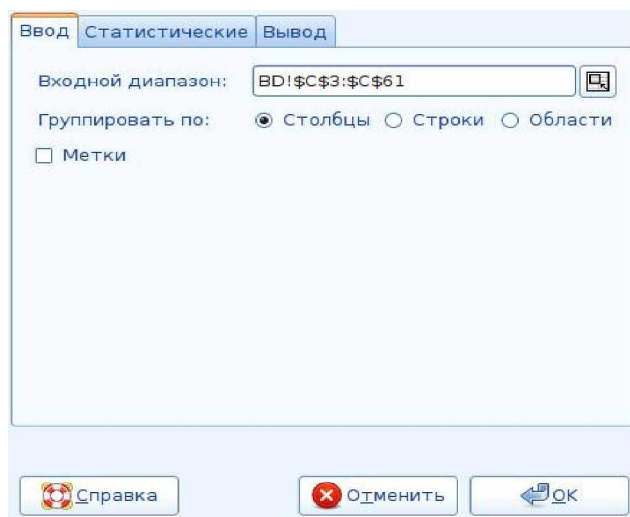 Ввод Статистические Вывод
Входной диапазон: BD!$C$3:$C$61
Группировать по: Столбцы Строки Области
Метки
Справка Отменить OK